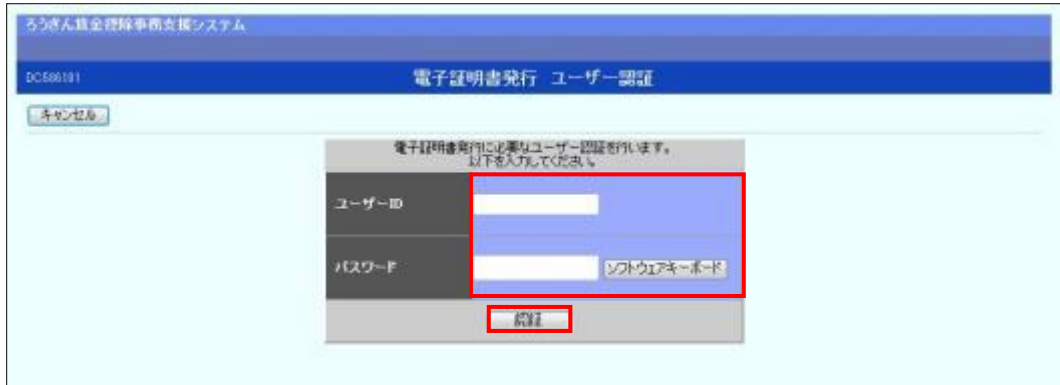 ろうきん賃金控除事務支援システム
DC586101
電子証明書発行 ユーザー認証
キャンセル
電子証明書発行に必要なユーザー認証を行います。
以下を入力してください。
ユーザーID
パスワード
ソフトウェアキーボード
認証